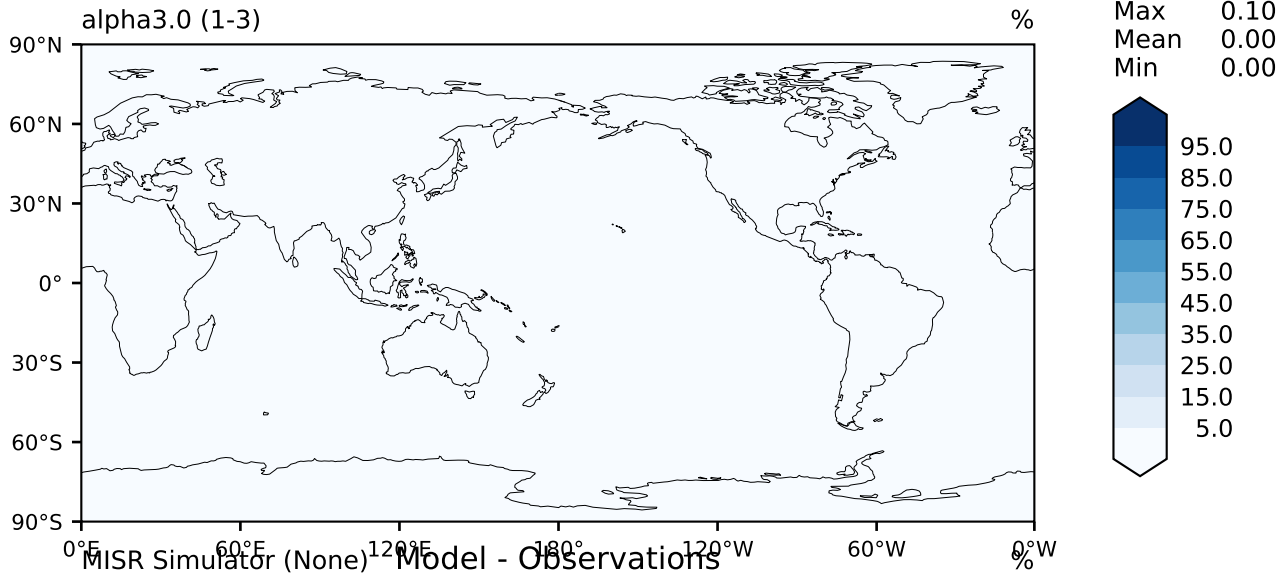 alpha3.0 (1-3) %
Max 0.10
Mean 0.00
Min 0.00
90°N
60°N
30°N
0°
30°S
60°S
90°S
0°E 60°E 120°E 180° 120°W 60°W 0°W
MISR Simulator (None) Model - Observations %
95.0
85.0
75.0
65.0
55.0
45.0
35.0
25.0
15.0
5.0